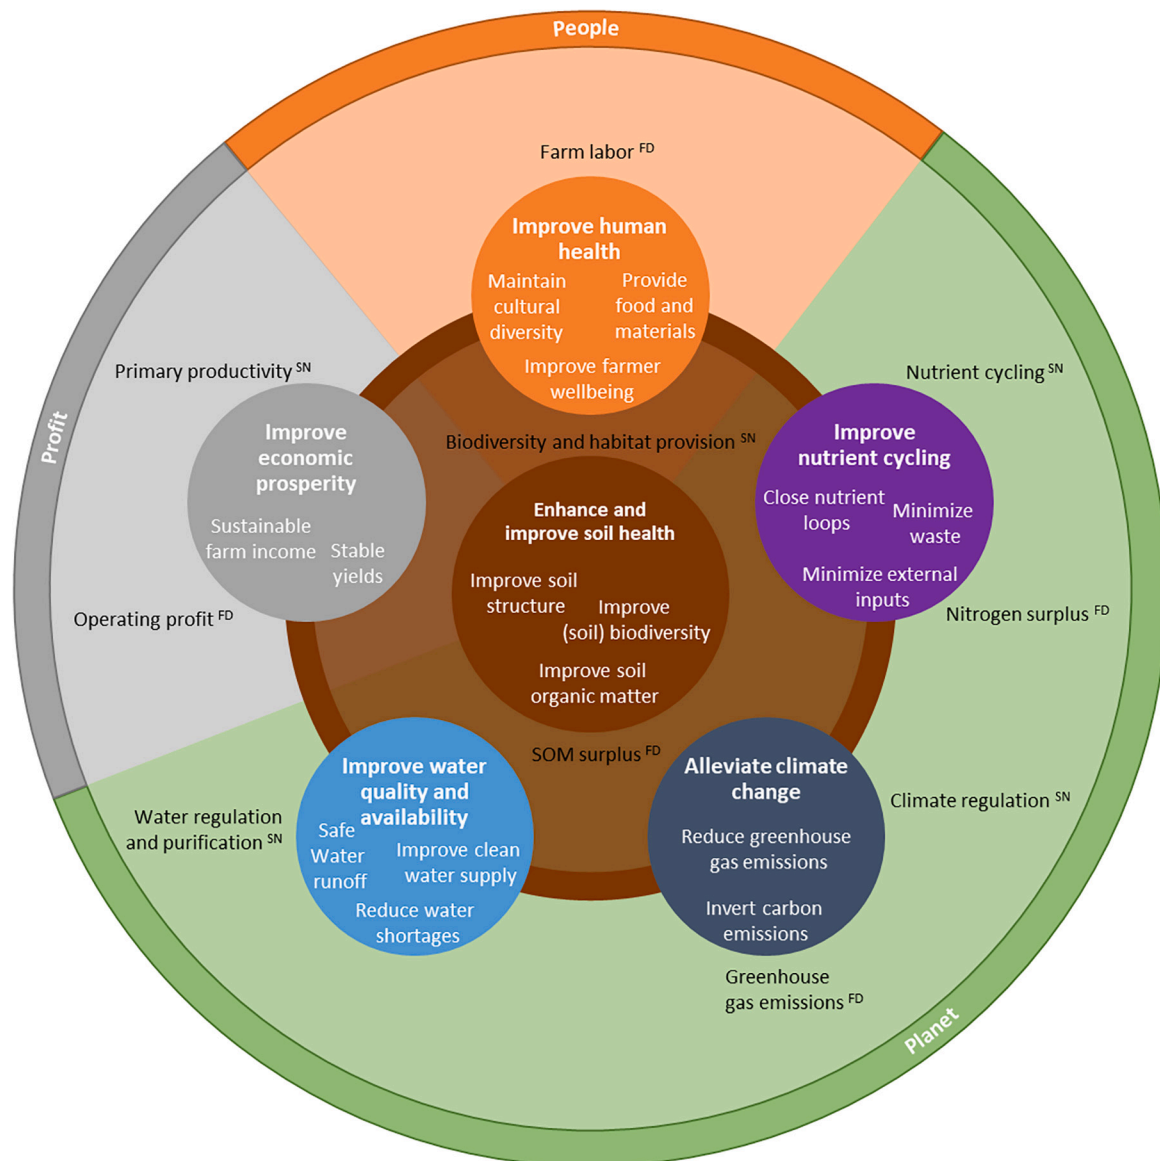 People
Farm labor FD
Improve human
health
Maintain
cultural
diversity
Provide
food and
materials
Improve farmer
wellbeing
Profit
Primary productivity SN
Improve
economic
prosperity
Sustainable
farm income
Stable
yields
Operating profit FD
Biodiversity and habitat provision SN
Enhance and
improve soil health
Improve soil
structure
Improve
(soil) biodiversity
Improve soil
organic matter
SOM surplus FD
Nutrient cycling SN
Improve
nutrient cycling
Close nutrient
loops
Minimize
waste
Minimize external
inputs
Nitrogen surplus FD
Water regulation
and purification SN
Improve water
quality and
availability
Safe
Water
runoff
Improve clean
water supply
Reduce water
shortages
Alleviate climate
change
Reduce greenhouse
gas emissions
Invert carbon
emissions
Climate regulation SN
Greenhouse
gas emissions FD
Planet